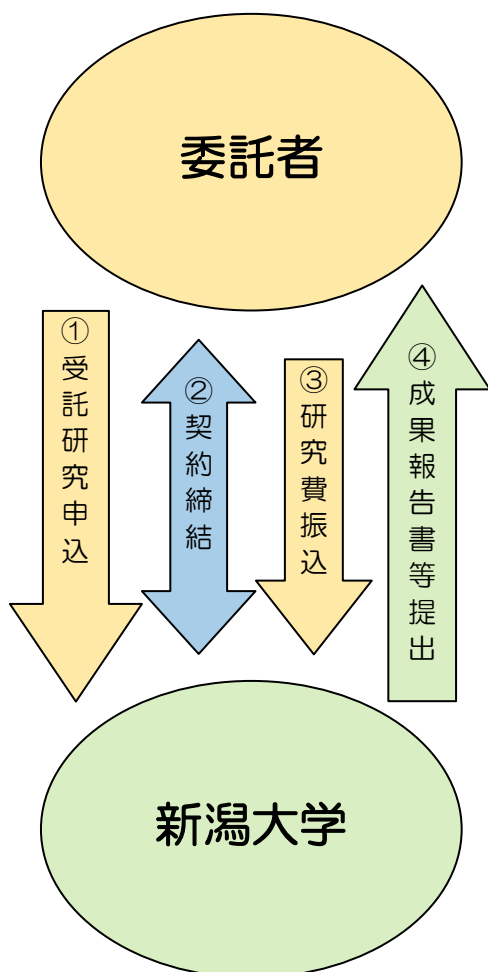 委託者
①受託研究申込
②契約締結
③研究費振込
④成果報告書等提出
新潟大学